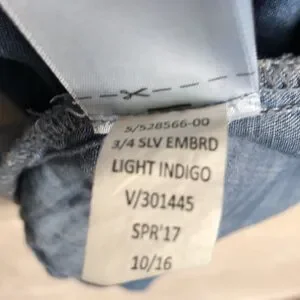 S/528566-00
3/4 SLV EMBRD
LIGHT INDIGO
V/301445
SPR'17
10/16